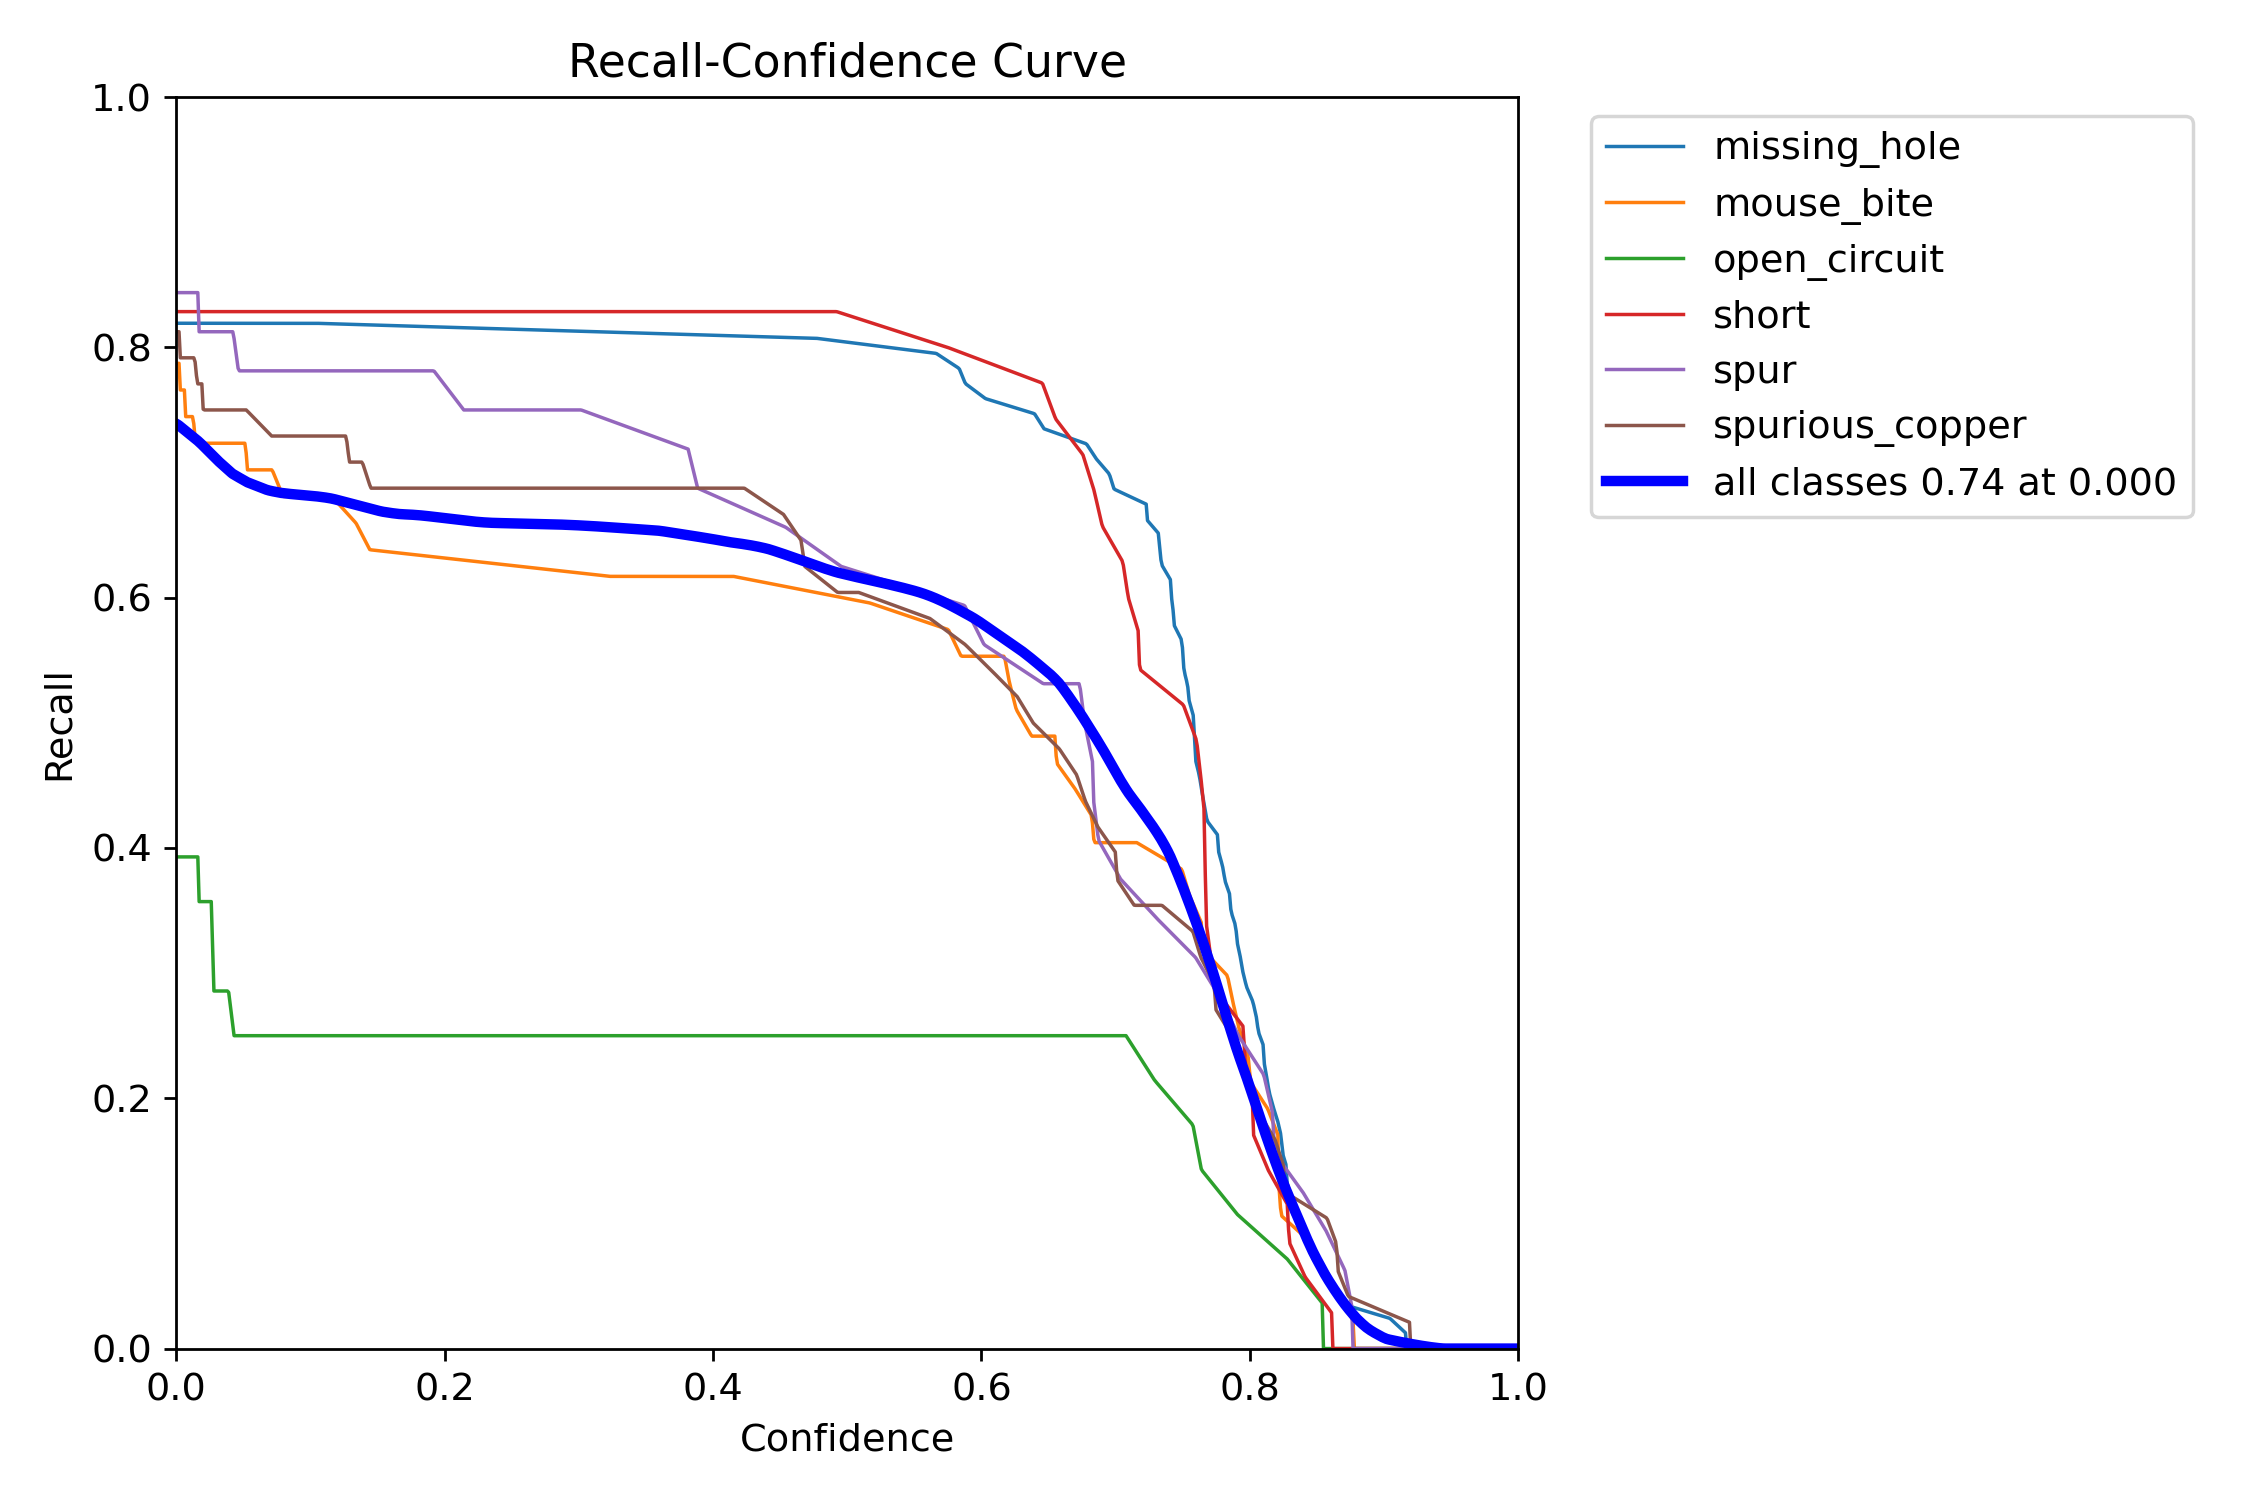 Recall-Confidence Curve
1.0
0.8
0.6
0.4
0.2
0.0
Recall
0.0 0.2 0.4 0.6 0.8 1.0
Confidence
missing_hole
mouse_bite
open_circuit
short
spur
spurious_copper
all classes 0.74 at 0.000